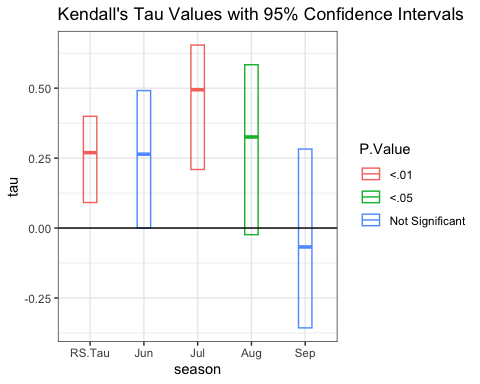 Kendall's Tau Values with 95% Confidence Intervals
tau
0.50
0.25
0.00
-0.25
RS.Tau Jun Jul Aug Sep
season
P.Value
<.01
<.05
Not Significant